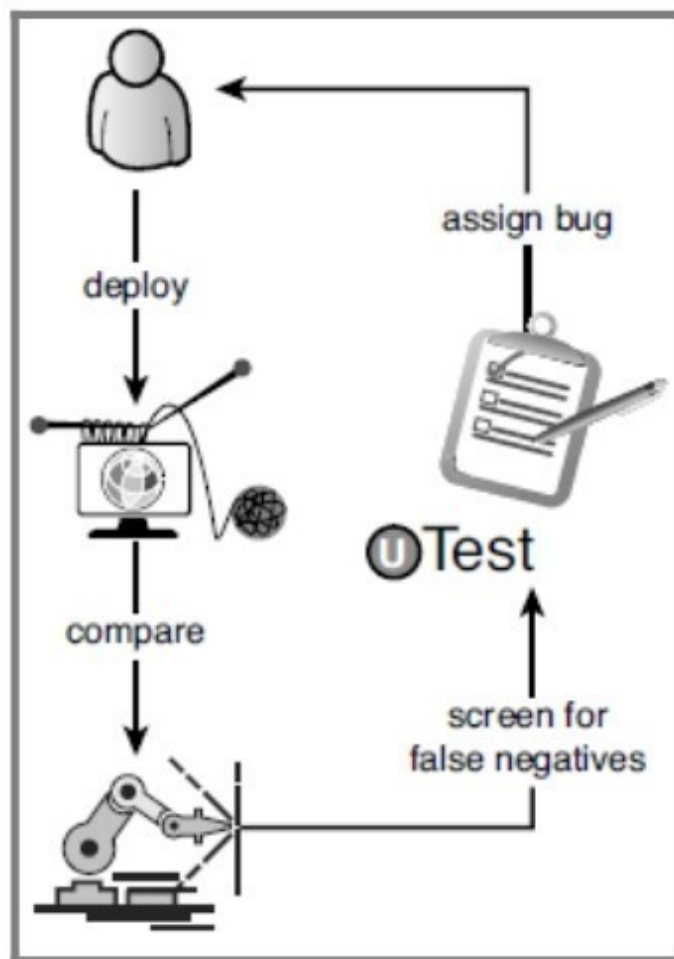 assign bug
deploy
UTest
compare
screen for
false negatives